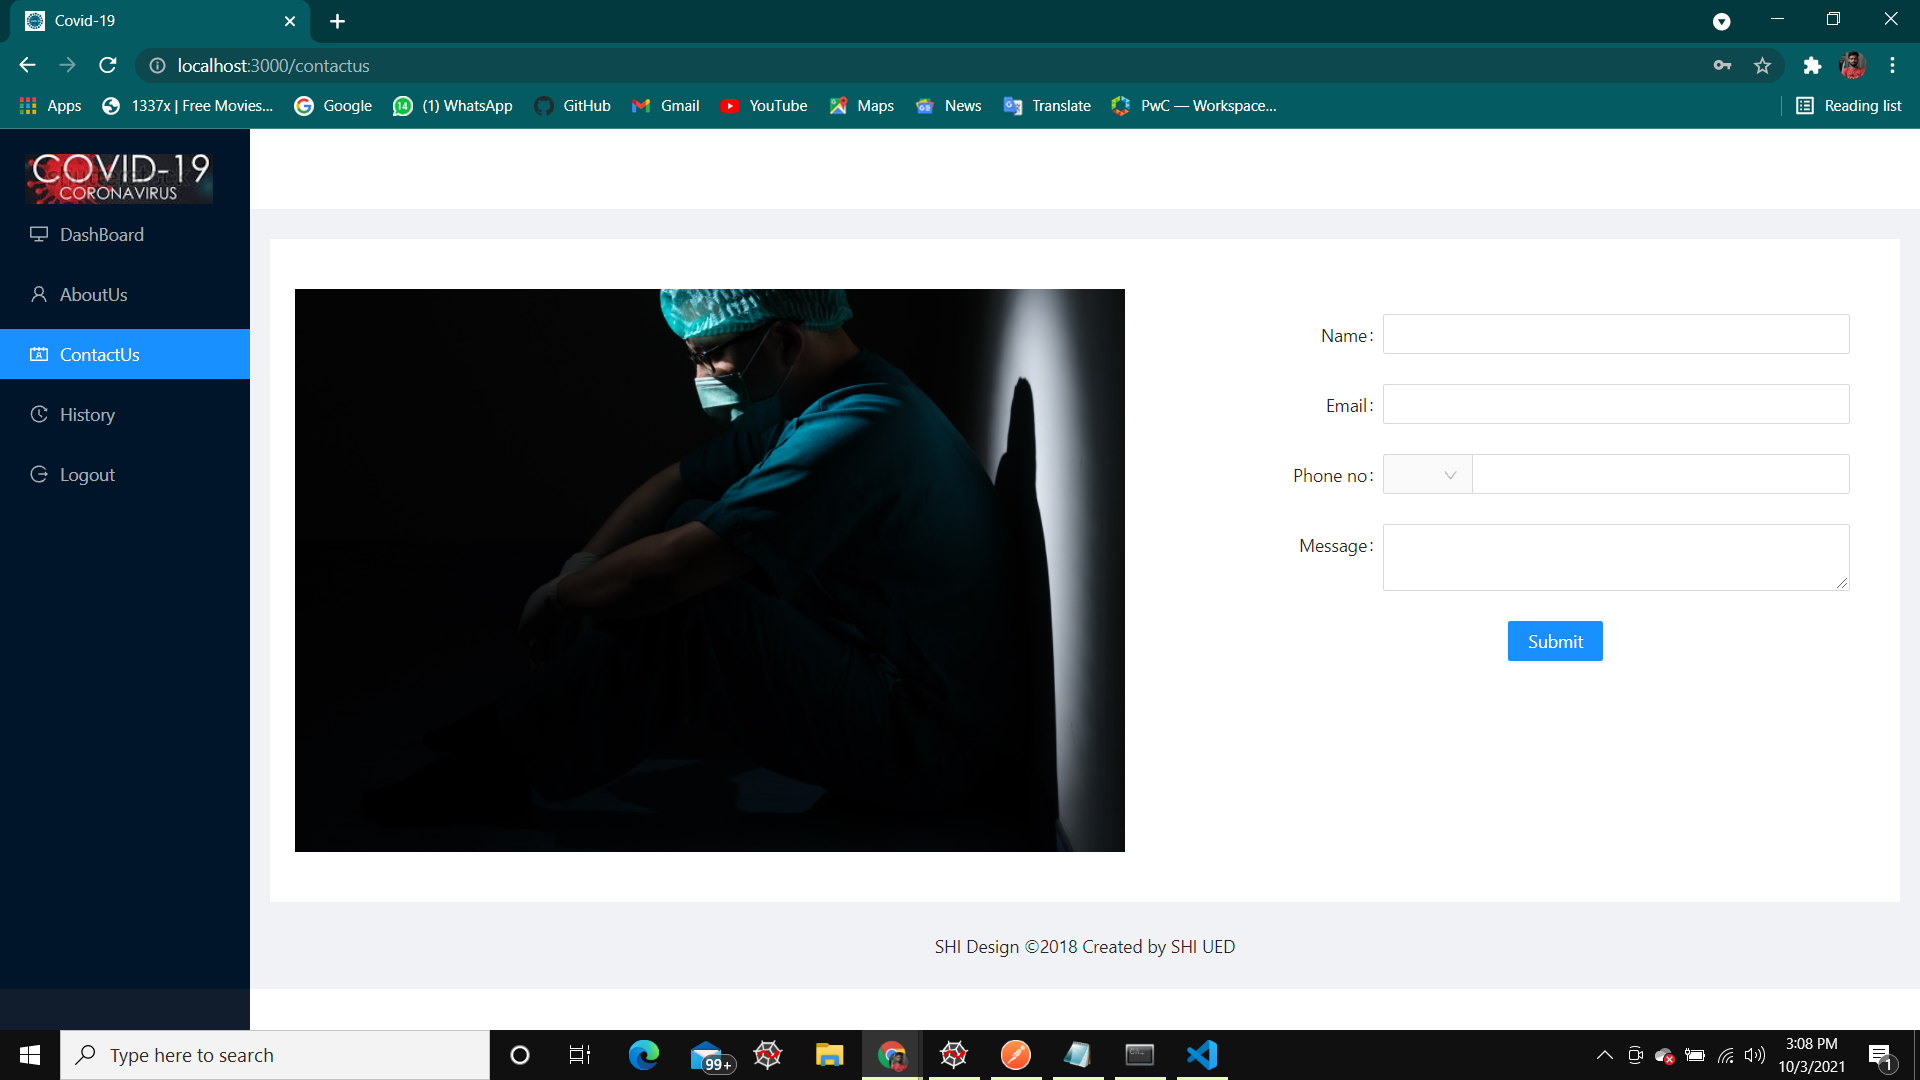 Covid-19
localhost:3000/contactus
Apps
1337x | Free Movies...
Google
14
(1) WhatsApp
GitHub
Gmail
YouTube
Maps
News
Translate
PwC — Workspace...
Reading list
COVID-19
CORONAVIRUS
DashBoard
AboutUs
ContactUs
History
Logout
Name:
Email:
Phone no:
Message:
Submit
SHI Design ©2018 Created by SHI UED
Type here to search
99+
3:08 PM
10/3/2021
1